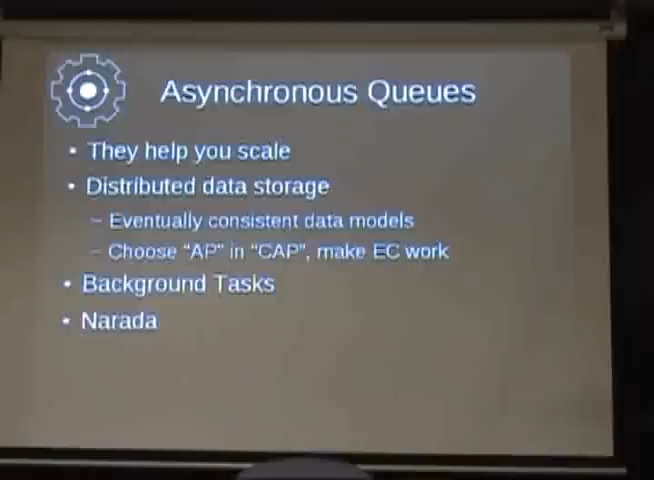 Asynchronous Queues
• They help you scale
• Distributed data storage
– Eventually consistent data models
– Choose “AP” in “CAP”, make EC work
• Background Tasks
• Narada